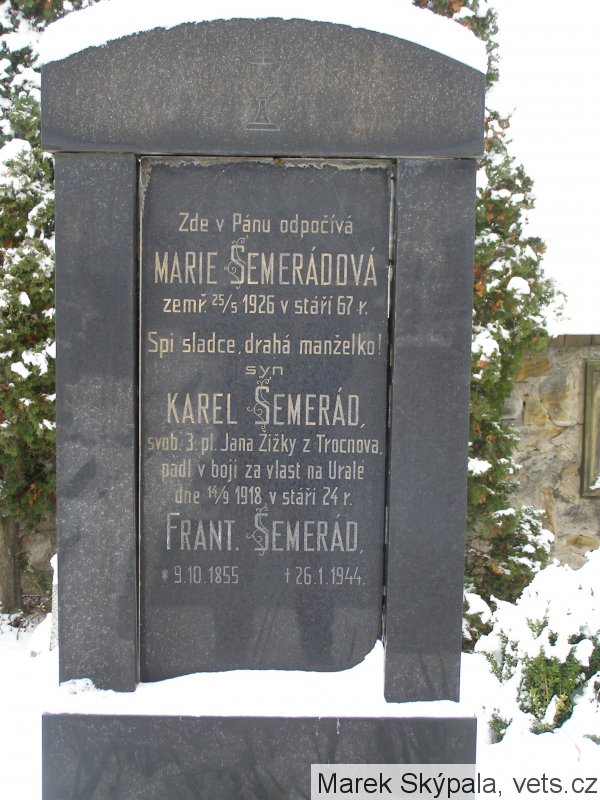 Zde v Pánu odpočívá
MARIE ŠEMERÁDOVÁ
zemř. 25/5 1926 v stáří 67 r.
Spi sladce, drahá manželko!
syn
KAREL ŠEMERÁD,
svob. 3. pl. Jana Žižky z Trocnova,
padl v boji za vlast na Uralé
dne 14/9 1918 v stáří 24 r.
FRANT. ŠEMERÁD,
* 9.10.1855 † 26.1.1944.
Marek Skýpala, vets.cz